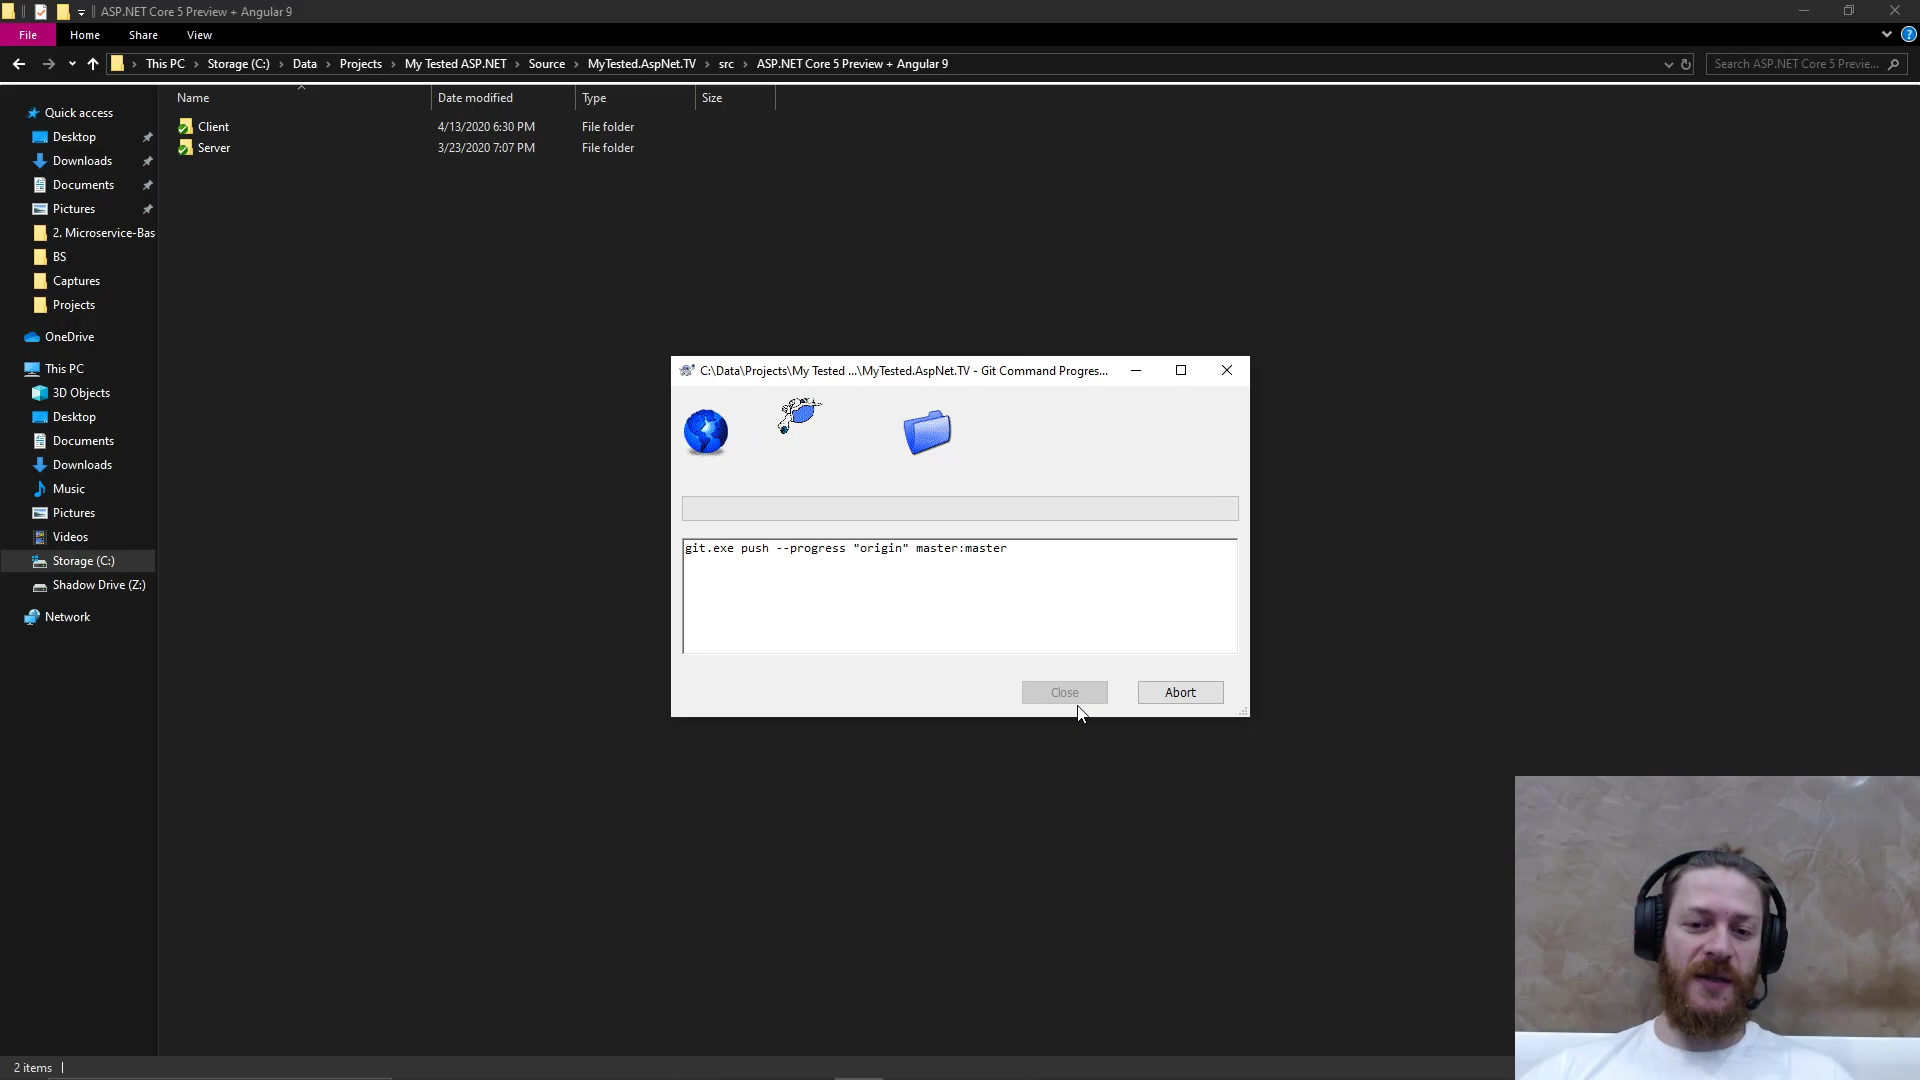 ASP.NET Core 5 Preview + Angular 9
File Home Share View
This PC Storage (C:) Data Projects My Tested ASP.NET Source MyTested.AspNet.TV src ASP.NET Core 5 Preview + Angular 9
Search ASP.NET Core 5 Previe...
Name Date modified Type Size
Client 4/13/2020 6:30 PM File folder
Server 3/23/2020 7:07 PM File folder
Quick access
Desktop
Downloads
Documents
Pictures
2. Microservice-Bas
BS
Captures
Projects
OneDrive
This PC
3D Objects
Desktop
Documents
Downloads
Music
Pictures
Videos
Storage (C:)
Shadow Drive (Z:)
Network
C:\Data\Projects\My Tested ...\MyTested.AspNet.TV - Git Command Progres...
git.exe push --progress "origin" master:master
Close Abort
2 items